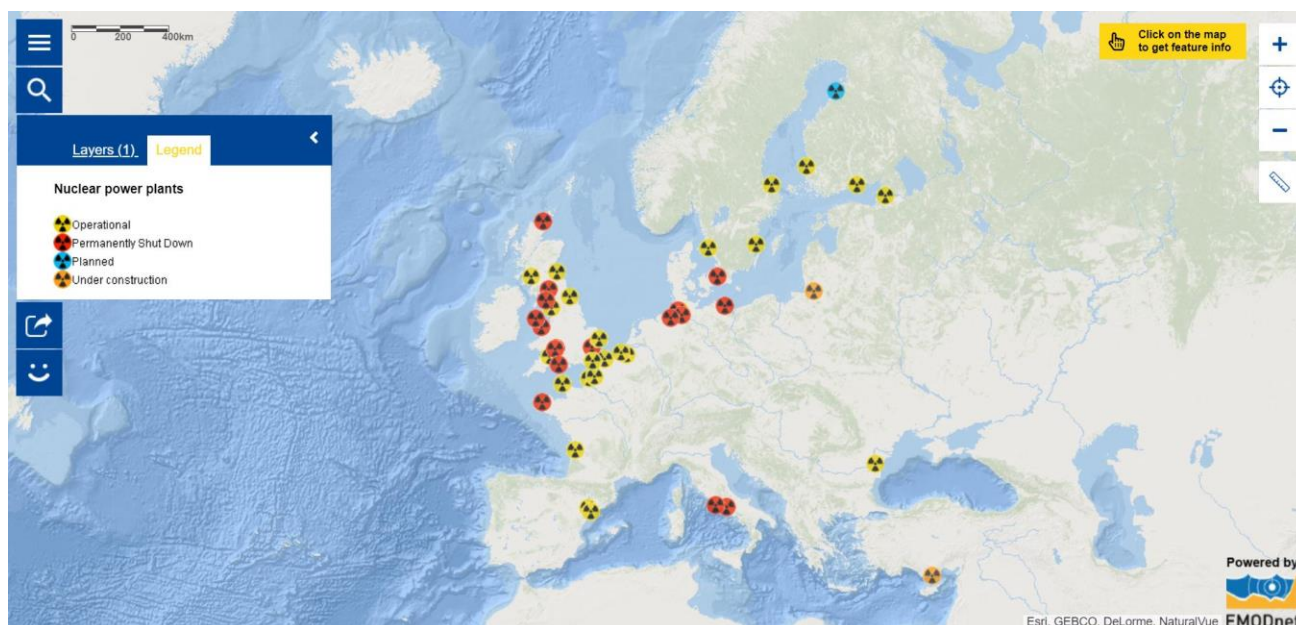 0 200 400km
Click on the map
to get feature info
Layers (1) Legend
Nuclear power plants
Operational
Permanently Shut Down
Planned
Under construction
Powered by
Esri, GEBCO, DeLorme, NaturalVue EMODnet